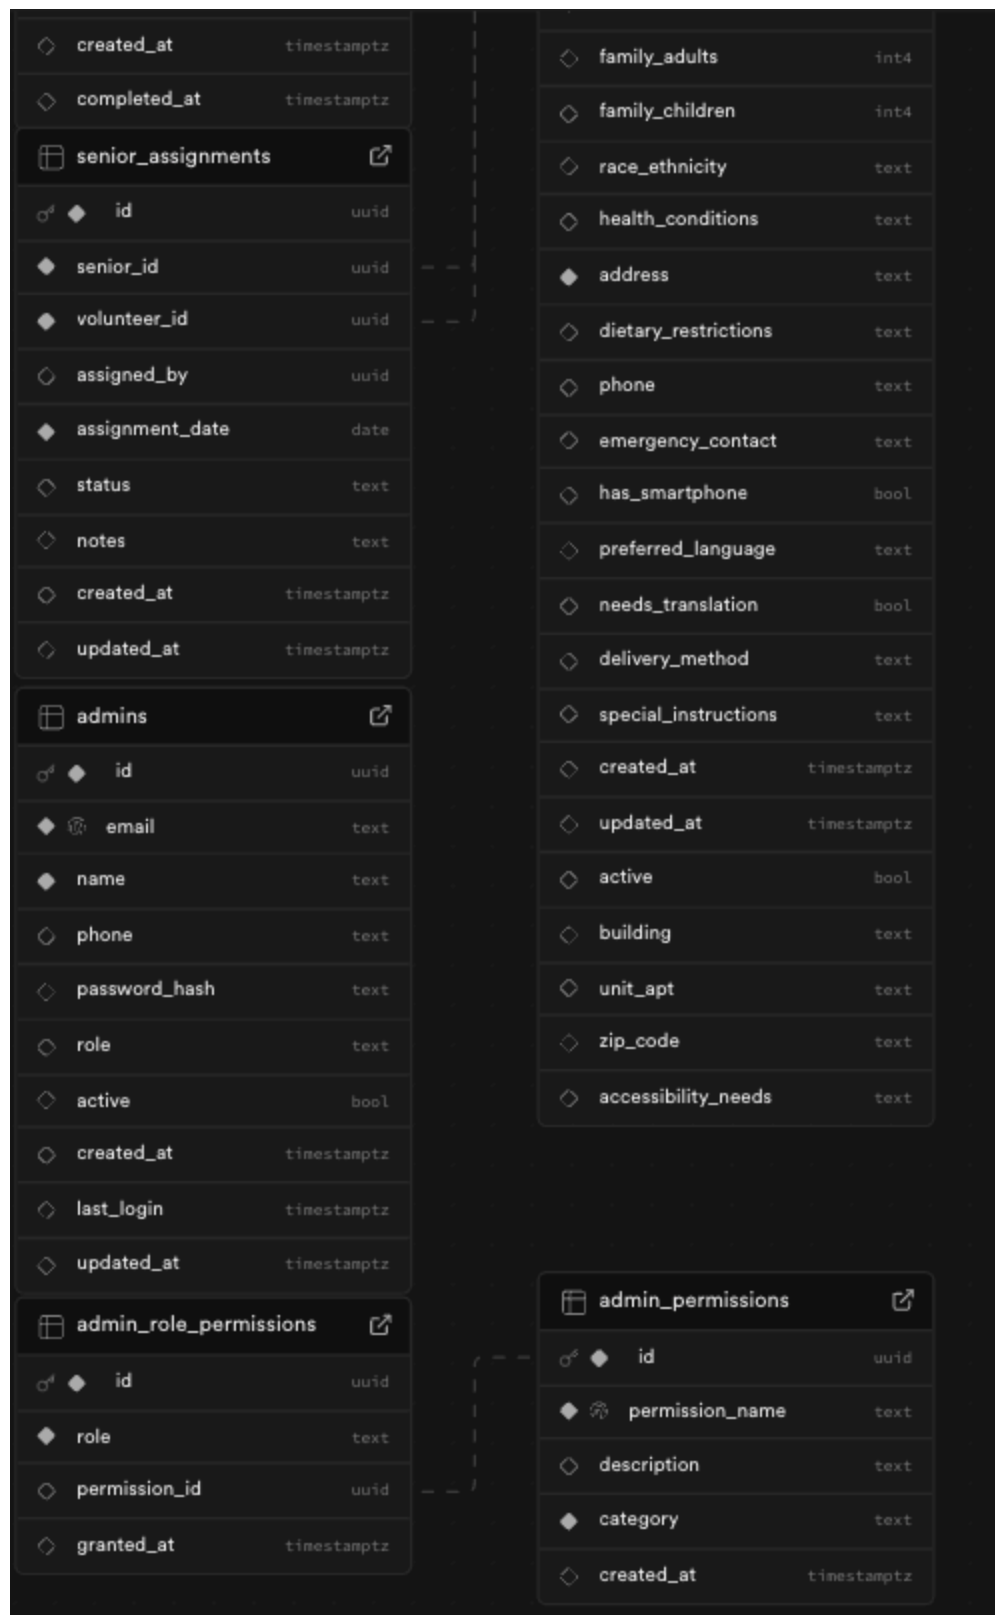 created_at timestamptz
completed_at timestamptz
senior_assignments
id uuid
senior_id uuid
volunteer_id uuid
assigned_by uuid
assignment_date date
status text
notes text
created_at timestamptz
updated_at timestamptz
admins
id uuid
email text
name text
phone text
password_hash text
role text
active bool
created_at timestamptz
last_login timestamptz
updated_at timestamptz
admin_role_permissions
id uuid
role text
permission_id uuid
granted_at timestamptz
family_adults int4
family_children int4
race_ethnicity text
health_conditions text
address text
dietary_restrictions text
phone text
emergency_contact text
has_smartphone bool
preferred_language text
needs_translation bool
delivery_method text
special_instructions text
created_at timestamptz
updated_at timestamptz
active bool
building text
unit_apt text
zip_code text
accessibility_needs text
admin_permissions
id uuid
permission_name text
description text
category text
created_at timestamptz